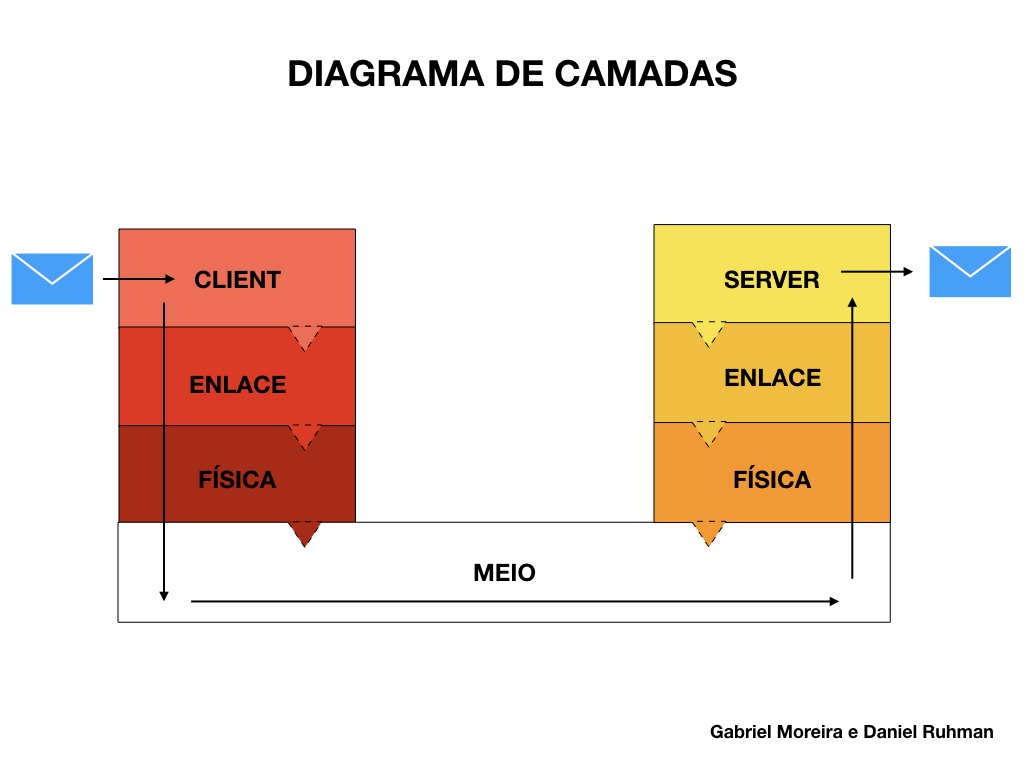 DIAGRAMA DE CAMADAS
CLIENT
SERVER
ENLACE
ENLACE
FÍSICA
FÍSICA
MEIO
Gabriel Moreira e Daniel Ruhman